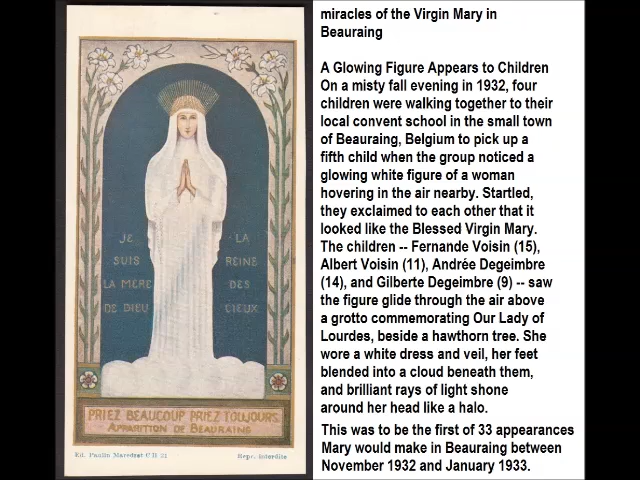 miracles of the Virgin Mary in
Beauraing
A Glowing Figure Appears to Children
On a misty fall evening in 1932, four
children were walking together to their
local convent school in the small town
of Beauraing, Belgium to pick up a
fifth child when the group noticed a
glowing white figure of a woman
hovering in the air nearby. Startled,
they exclaimed to each other that it
looked like the Blessed Virgin Mary.
The children -- Fernande Voisin (15),
Albert Voisin (11), Andrée Degeimbre
(14), and Gilberte Degeimbre (9) -- saw
the figure glide through the air above
a grotto commemorating Our Lady of
Lourdes, beside a hawthorn tree. She
wore a white dress and veil, her feet
blended into a cloud beneath them,
and brilliant rays of light shone
around her head like a halo.
This was to be the first of 33 appearances
Mary would make in Beauraing between
November 1932 and January 1933.
JE
SUIS
LA MERE
DE DIEU
LA
REINE
DES
CIEUX
PRIEZ BEAUCOUP PRIEZ TOUJOURS
APPARITION DE BEAURAING
Ed. Paulin Maredsat C H 21
Repr. interdite